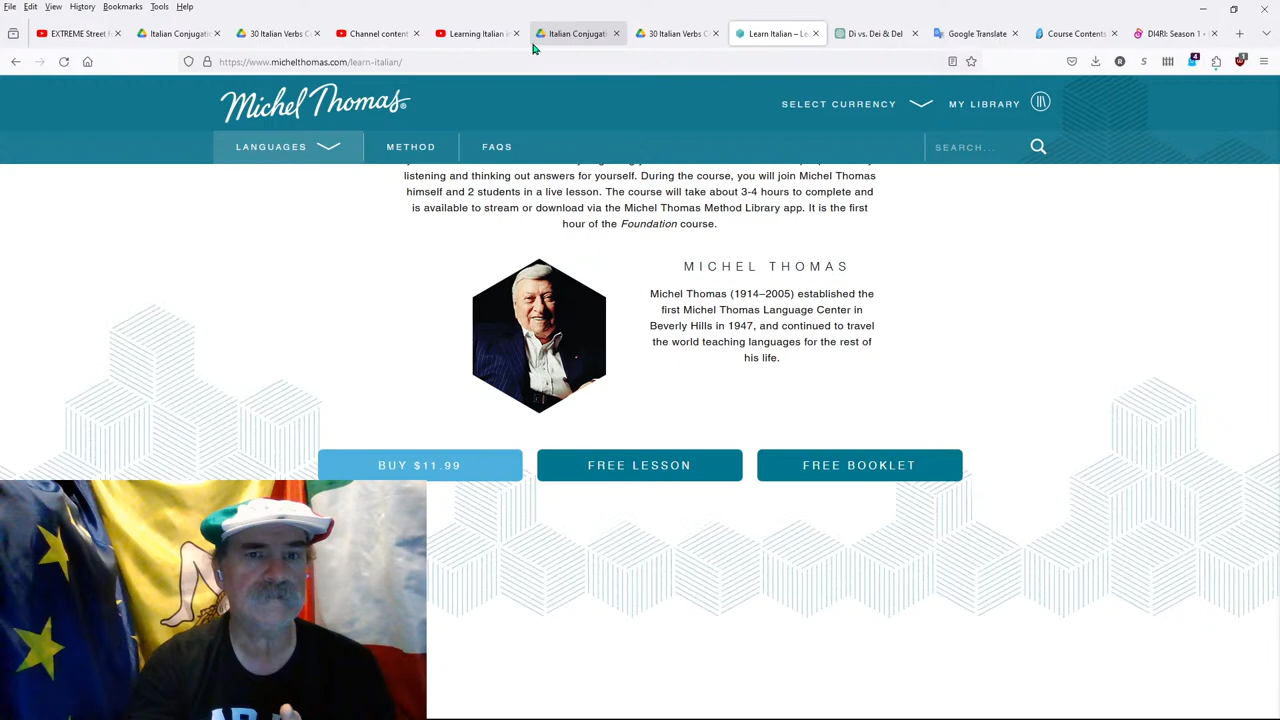 File Edit View History Bookmarks Tools Help
EXTREME Street f
Italian Conjugati
30 Italian Verbs C
Channel content
Learning Italian i
Italian Conjugati
30 Italian Verbs C
Learn Italian – Le
Di vs. Dei & Del
Google Translate
Course Contents
DI4RI: Season 1
https://www.michelthomas.com/learn-italian/
4
1
Michel Thomas®
SELECT CURRENCY
MY LIBRARY
LANGUAGES
METHOD
FAQS
SEARCH...
listening and thinking out answers for yourself. During the course, you will join Michel Thomas
himself and 2 students in a live lesson. The course will take about 3-4 hours to complete and
is available to stream or download via the Michel Thomas Method Library app. It is the first
hour of the Foundation course.
MICHEL THOMAS
Michel Thomas (1914–2005) established the
first Michel Thomas Language Center in
Beverly Hills in 1947, and continued to travel
the world teaching languages for the rest of
his life.
BUY $11.99
FREE LESSON
FREE BOOKLET